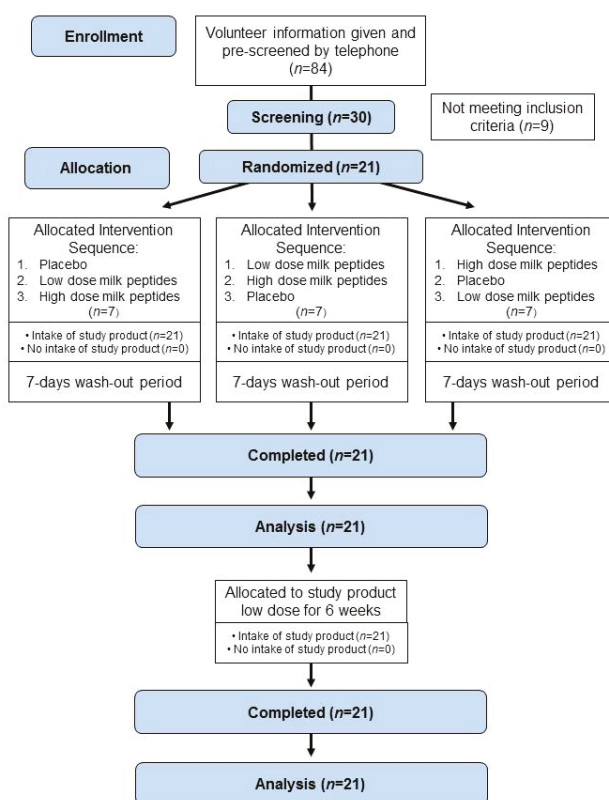 Enrollment
Volunteer information given and
pre-screened by telephone
(n=84)
Screening (n=30)
Not meeting inclusion
criteria (n=9)
Allocation
Randomized (n=21)
Allocated Intervention
Sequence:
1. Placebo
2. Low dose milk peptides
3. High dose milk peptides
(n=7)
• Intake of study product (n=21)
• No intake of study product (n=0)
7-days wash-out period
Allocated Intervention
Sequence:
1. Low dose milk peptides
2. High dose milk peptides
3. Placebo
(n=7)
• Intake of study product (n=21)
• No intake of study product (n=0)
7-days wash-out period
Allocated Intervention
Sequence:
1. High dose milk peptides
2. Placebo
3. Low dose milk peptides
(n=7)
• Intake of study product (n=21)
• No intake of study product (n=0)
7-days wash-out period
Completed (n=21)
Analysis (n=21)
Allocated to study product
low dose for 6 weeks
• Intake of study product (n=21)
• No intake of study product (n=0)
Completed (n=21)
Analysis (n=21)